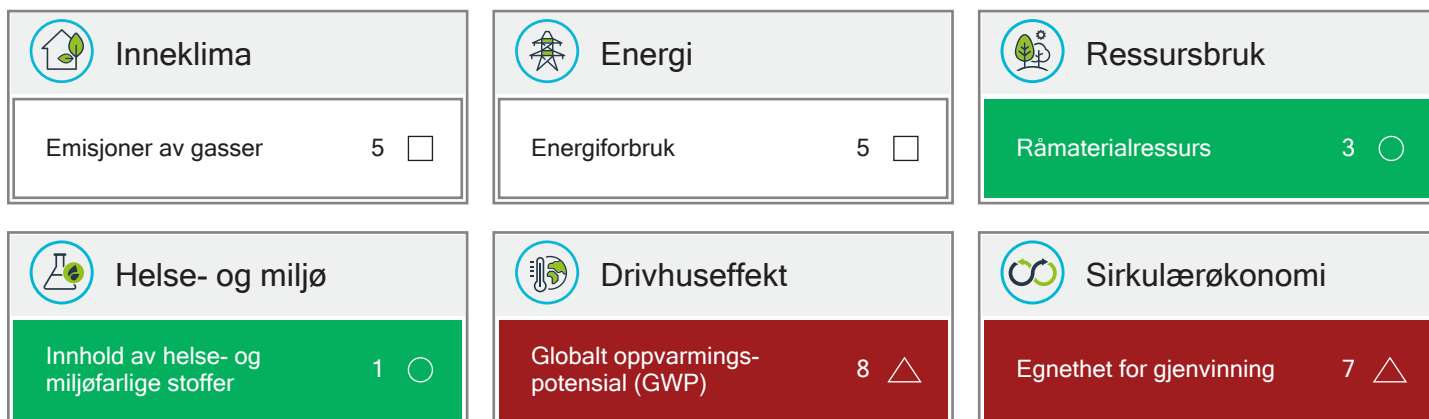 Inneklima
Emisjoner av gasser 5
Energi
Energiforbruk 5
Ressursbruk
Råmaterialressurs 3
Helse- og miljø
Innhold av helse- og
miljøfarlige stoffer 1
Drivhuseffekt
Globalt oppvarmings-
potensial (GWP) 8
Sirkulærøkonomi
Egnethet for gjenvinning 7